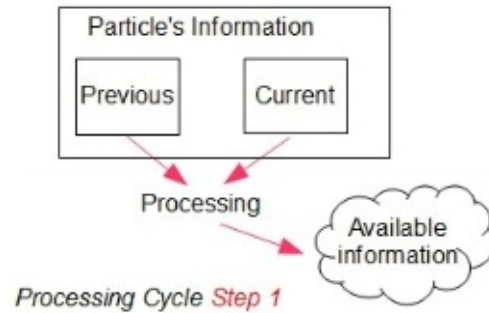 Particle's Information
Previous
Current
Processing
Available
information
Processing Cycle Step 1